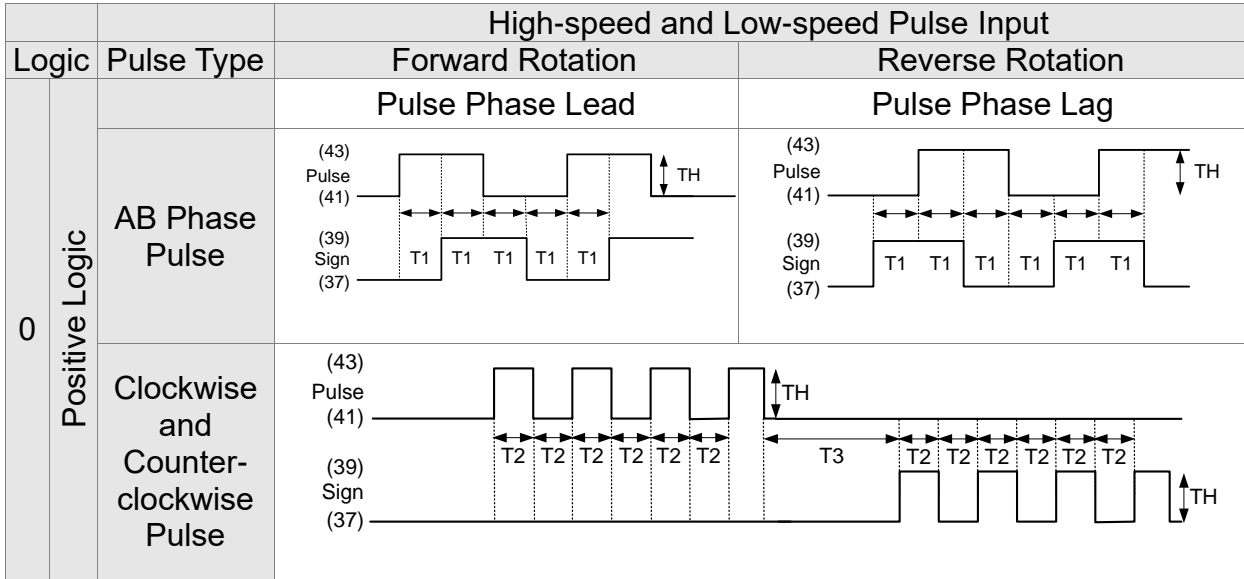 High-speed and Low-speed Pulse Input
Logic Pulse Type Forward Rotation Reverse Rotation
0 Positive Logic
AB Phase
Pulse
Pulse Phase Lead
(43)
Pulse
(41)
TH
(39)
Sign
(37)
T1 T1 T1 T1 T1
Pulse Phase Lag
(43)
Pulse
(41)
TH
(39)
Sign
(37)
T1 T1 T1 T1 T1 T1
Clockwise
and
Counter-
clockwise
Pulse
(43)
Pulse
(41)
TH
T2 T2 T2 T2 T2 T2 T3 T2 T2 T2 T2 T2 T2
(39)
Sign
(37)
TH